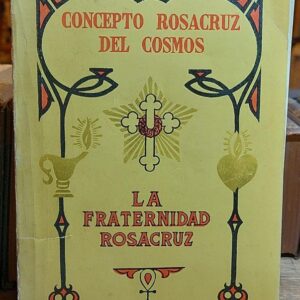 CONCEPTO ROSACRUZ
DEL COSMOS
LA
FRATERNIDAD
ROSACRUZ